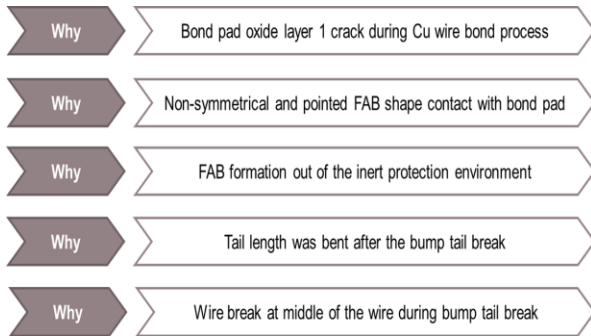 Why
Bond pad oxide layer 1 crack during Cu wire bond process
Why
Non-symmetrical and pointed FAB shape contact with bond pad
Why
FAB formation out of the inert protection environment
Why
Tail length was bent after the bump tail break
Why
Wire break at middle of the wire during bump tail break